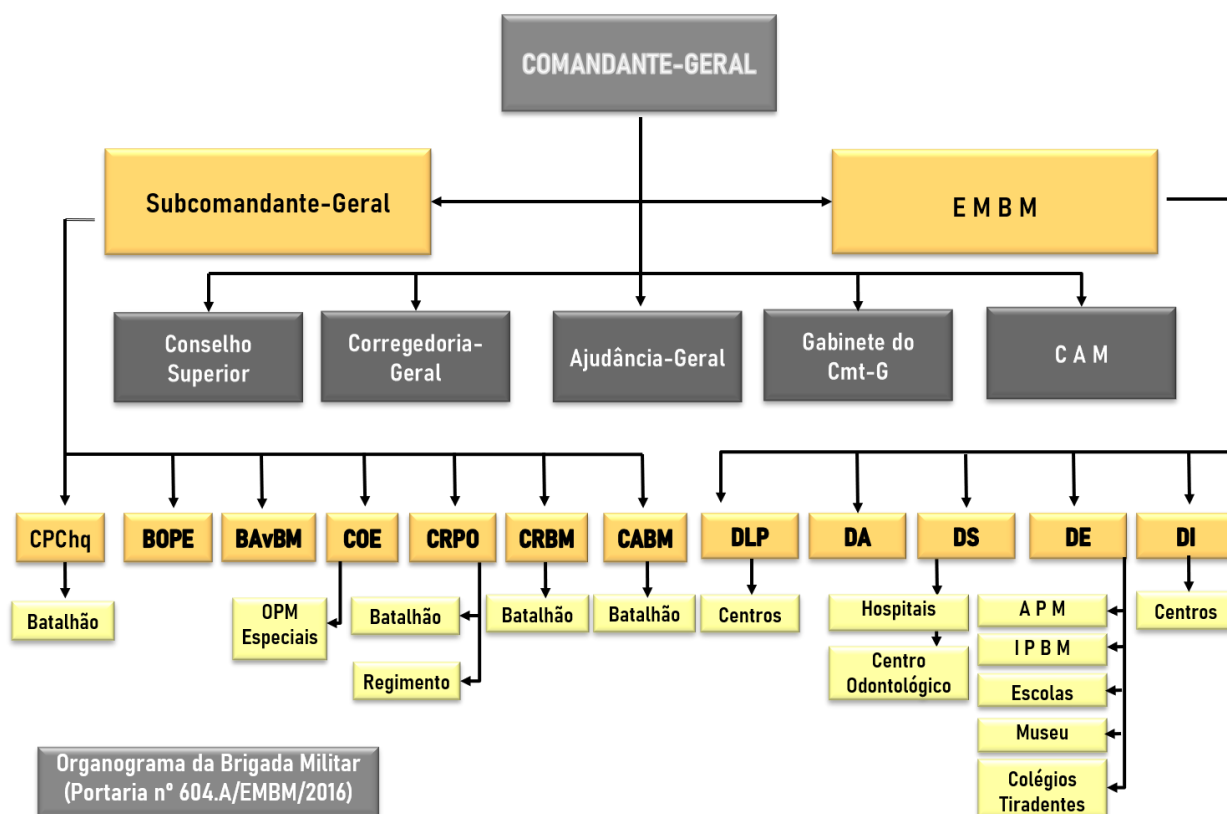 COMANDANTE-GERAL
Subcomandante-Geral
E M B M
Conselho
Superior
Corregedoria-
Geral
Ajudância-Geral
Gabinete do
Cmt-G
C A M
CPChq
BOPE
BAvBM
COE
CRPO
CRBM
CABM
DLP
DA
DS
DE
DI
Batalhão
OPM
Especiais
Batalhão
Regimento
Batalhão
Batalhão
Centros
Hospitais
Centro
Odontológico
A P M
I P B M
Escolas
Museu
Colégios
Tiradentes
Centros
Organograma da Brigada Militar
(Portaria nº 604.A/EMBM/2016)